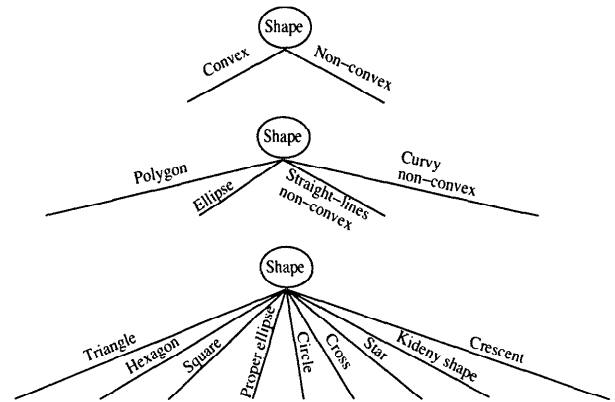 Shape
Convex
Non-convex
Shape
Polygon
Ellipse
Straight-lines
non-convex
Curvy
non-convex
Shape
Triangle
Hexagon
Square
Proper ellipse
Circle
Cross
Star
Kideny shape
Crescent